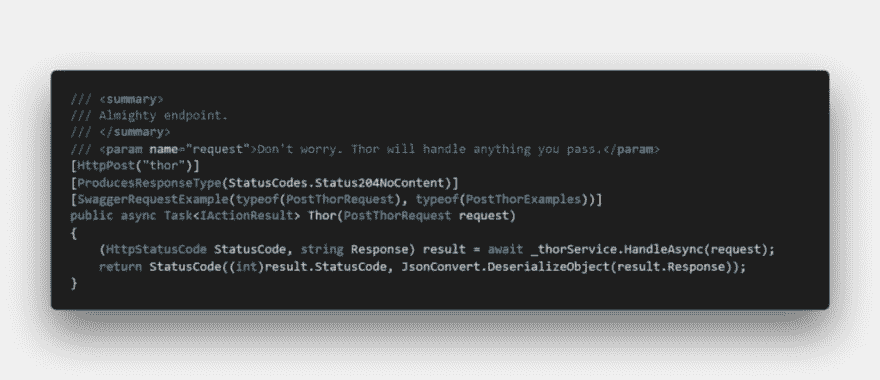 /// <summary>
/// Almighty endpoint.
/// </summary>
/// <param name="request">Don't worry. Thor will handle anything you pass.</param>
[HttpPost("thor")]
[ProducesResponseType(StatusCodes.Status204NoContent)]
[SwaggerRequestExample(typeof(PostThorRequest), typeof(PostThorExamples))]
public async Task<IActionResult> Thor(PostThorRequest request)
{
    (HttpStatusCode StatusCode, string Response) result = await _thorService.HandleAsync(request);
    return StatusCode((int)result.StatusCode, JsonConvert.DeserializeObject(result.Response));
}